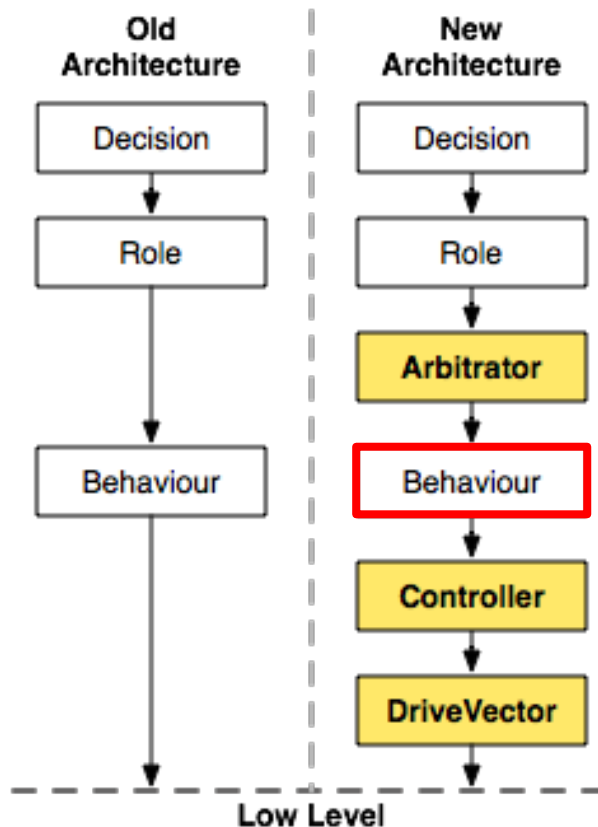 Old
Architecture
Decision
Role
Behaviour
New
Architecture
Decision
Role
Arbitrator
Behaviour
Controller
DriveVector
Low Level